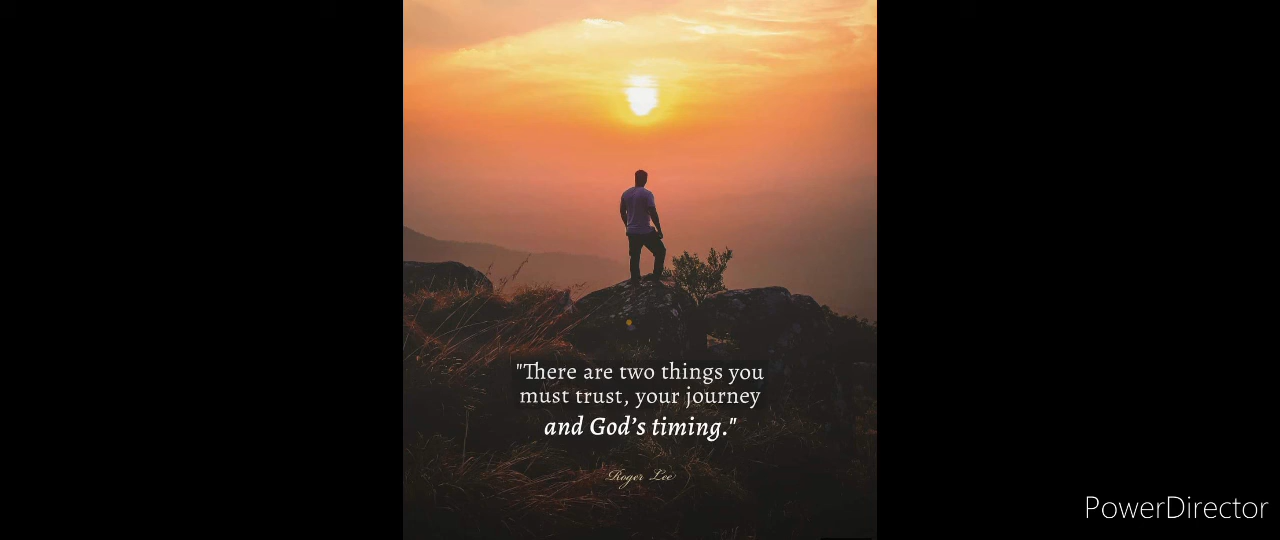 "There are two things you
must trust, your journey
and God's timing."
Roger Lee
PowerDirector